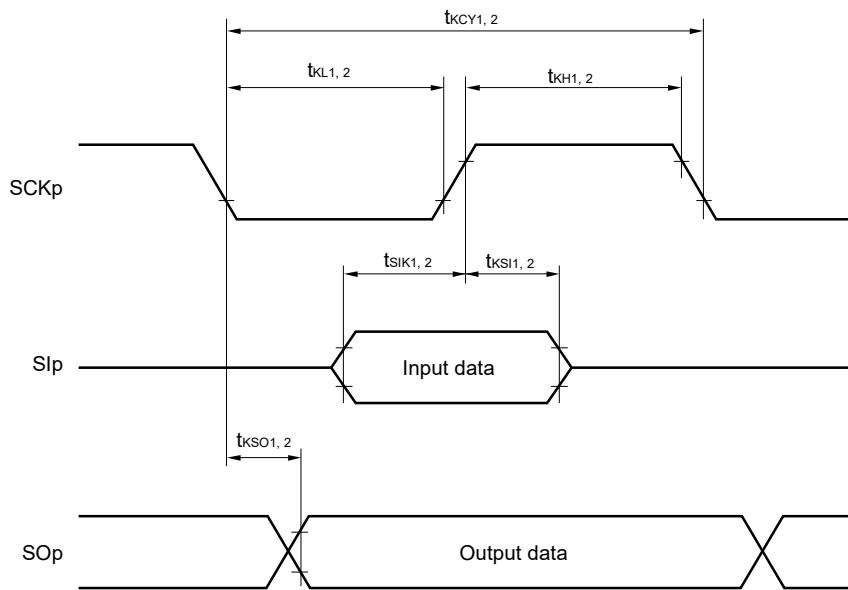 tKCY1, 2
tKL1, 2
tKH1, 2
SCKp
tSIK1, 2
tKSI1, 2
SIp
Input data
tKSO1, 2
SOp
Output data